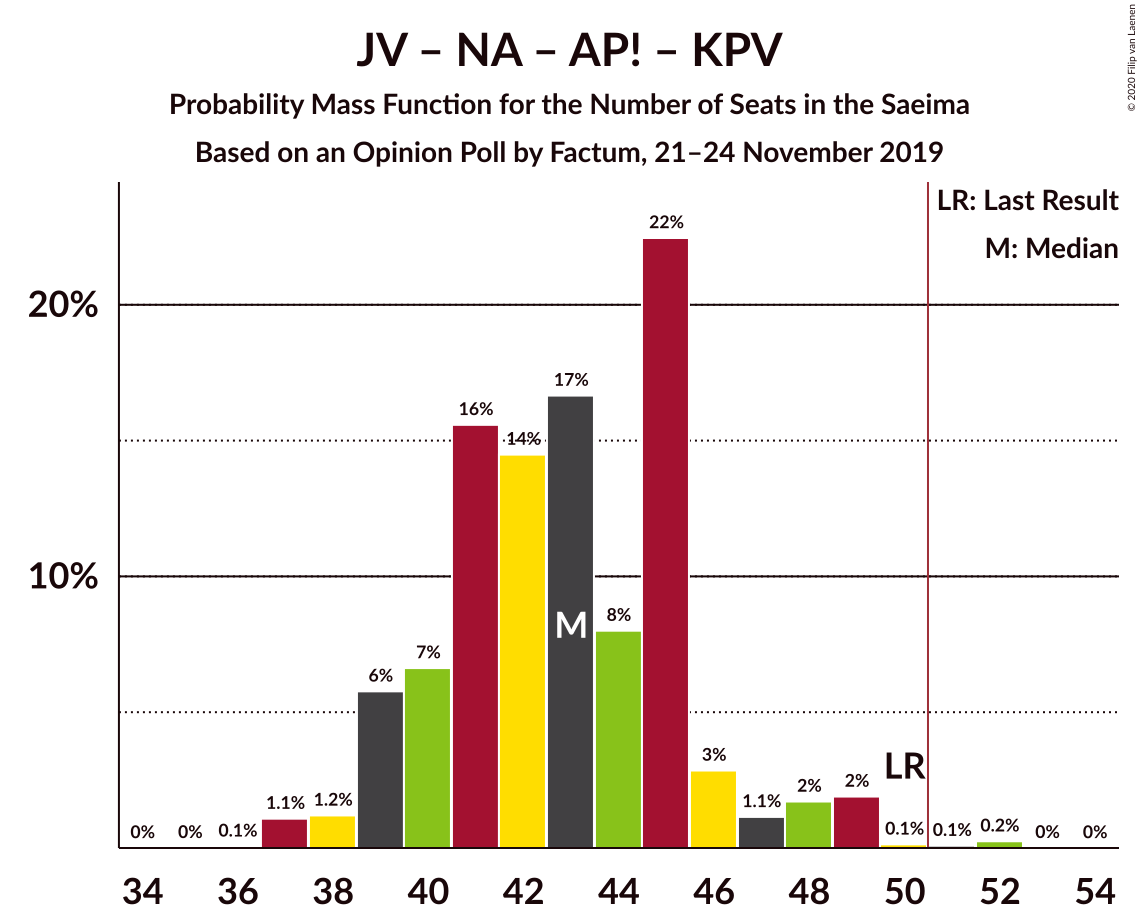 JV – NA – AP! – KPV
Probability Mass Function for the Number of Seats in the Saeima
Based on an Opinion Poll by Factum, 21–24 November 2019
© 2020 Filip van Laenen
LR: Last Result
M: Median
20%
10%
0%
0%
0.1%
1.1%
1.2%
6%
7%
16%
14%
17%
8%
22%
3%
1.1%
2%
2%
0.1%
0.1%
0.2%
0%
0%
M
LR
34 36 38 40 42 44 46 48 50 52 54